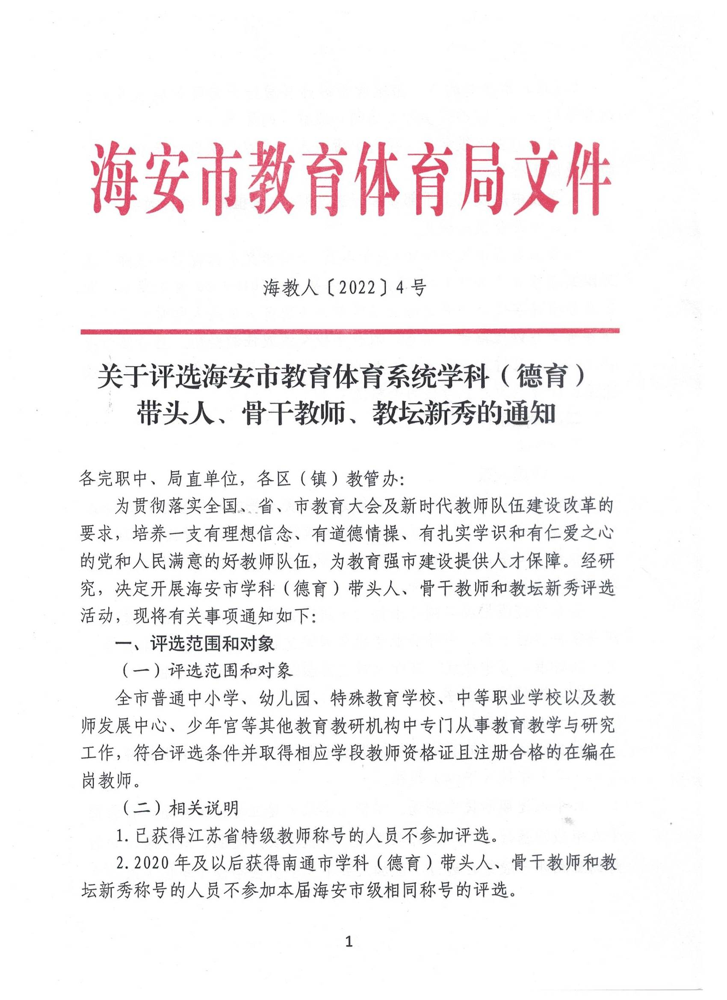 海安市教育体育局文件
海教人〔2022〕4号
关于评选海安市教育体育系统学科（德育）
带头人、骨干教师、教坛新秀的通知
各完职中、局直单位，各区（镇）教管办：
为贯彻落实全国、省、市教育大会及新时代教师队伍建设改革的
要求，培养一支有理想信念、有道德情操、有扎实学识和有仁爱之心
的党和人民满意的好教师队伍，为教育强市建设提供人才保障。经研
究，决定开展海安市学科（德育）带头人、骨干教师和教坛新秀评选
活动，现将有关事项通知如下：
一、评选范围和对象
（一）评选范围和对象
全市普通中小学、幼儿园、特殊教育学校、中等职业学校以及教
师发展中心、少年宫等其他教育教研机构中专门从事教育教学与研究
工作，符合评选条件并取得相应学段教师资格证且注册合格的在编在
岗教师。
（二）相关说明
1.已获得江苏省特级教师称号的人员不参加评选。
2.2020年及以后获得南通市学科（德育）带头人、骨干教师和教
坛新秀称号的人员不参加本届海安市级相同称号的评选。
1